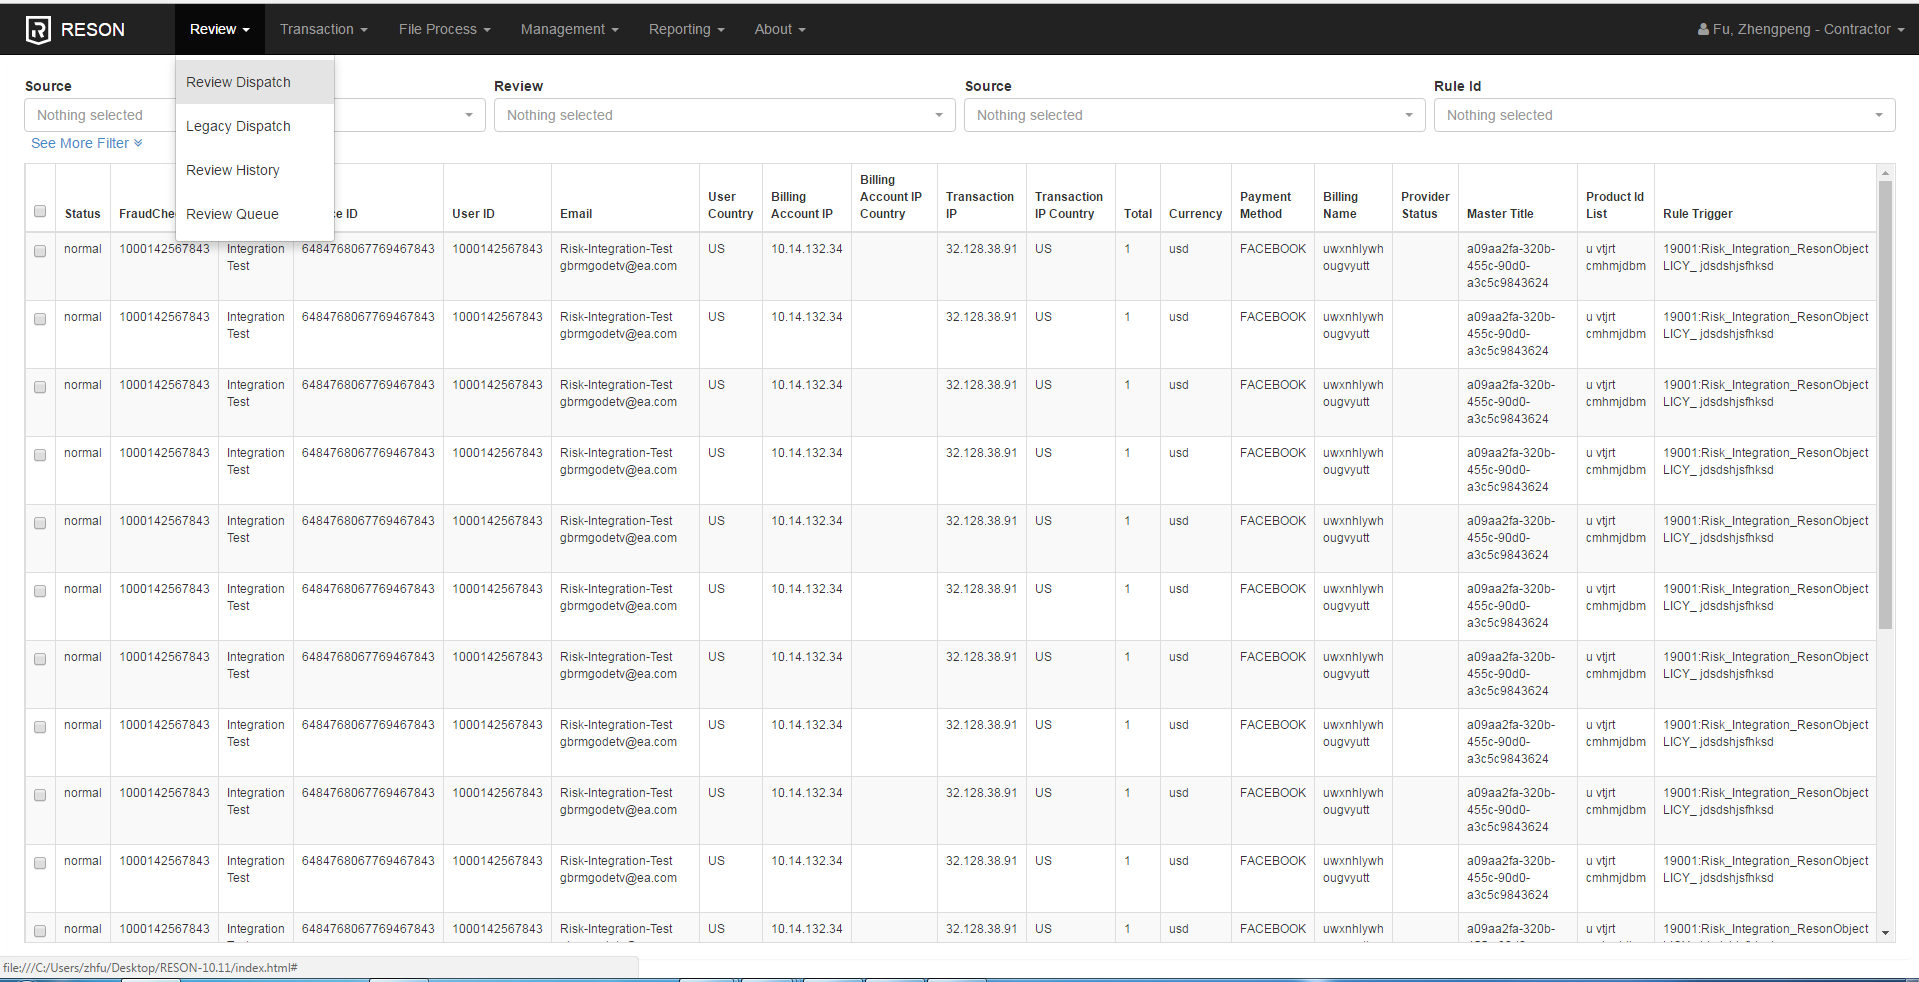 RESON
Review
Transaction
File Process
Management
Reporting
About
Fu, Zhengpeng - Contractor
Review Dispatch
Legacy Dispatch
Review History
Review Queue
Source
Review
Source
Rule Id
Nothing selected
Nothing selected
Nothing selected
Nothing selected
See More Filter
Status FraudChe ce ID User ID Email User Country Billing Account IP Billing Account IP Country Transaction IP Transaction IP Country Total Currency Payment Method Billing Name Provider Status Master Title Product Id List Rule Trigger
normal 1000142567843 Integration 6484768067769467843 1000142567843 Risk-Integration-Test US 10.14.132.34 32.128.38.91 US 1 usd FACEBOOK uwxnhlywh a09aa2fa-320b- u vtjrt 19001:Risk_Integration_ResonObject
Test gbrmgodetv@ea.com ougvyutt 455c-90d0- cmhmjdbm LICY_ jdsdshjsfhksd
a3c5c9843624
normal 1000142567843 Integration 6484768067769467843 1000142567843 Risk-Integration-Test US 10.14.132.34 32.128.38.91 US 1 usd FACEBOOK uwxnhlywh a09aa2fa-320b- u vtjrt 19001:Risk_Integration_ResonObject
Test gbrmgodetv@ea.com ougvyutt 455c-90d0- cmhmjdbm LICY_ jdsdshjsfhksd
a3c5c9843624
normal 1000142567843 Integration 6484768067769467843 1000142567843 Risk-Integration-Test US 10.14.132.34 32.128.38.91 US 1 usd FACEBOOK uwxnhlywh a09aa2fa-320b- u vtjrt 19001:Risk_Integration_ResonObject
Test gbrmgodetv@ea.com ougvyutt 455c-90d0- cmhmjdbm LICY_ jdsdshjsfhksd
a3c5c9843624
normal 1000142567843 Integration 6484768067769467843 1000142567843 Risk-Integration-Test US 10.14.132.34 32.128.38.91 US 1 usd FACEBOOK uwxnhlywh a09aa2fa-320b- u vtjrt 19001:Risk_Integration_ResonObject
Test gbrmgodetv@ea.com ougvyutt 455c-90d0- cmhmjdbm LICY_ jdsdshjsfhksd
a3c5c9843624
normal 1000142567843 Integration 6484768067769467843 1000142567843 Risk-Integration-Test US 10.14.132.34 32.128.38.91 US 1 usd FACEBOOK uwxnhlywh a09aa2fa-320b- u vtjrt 19001:Risk_Integration_ResonObject
Test gbrmgodetv@ea.com ougvyutt 455c-90d0- cmhmjdbm LICY_ jdsdshjsfhksd
a3c5c9843624
normal 1000142567843 Integration 6484768067769467843 1000142567843 Risk-Integration-Test US 10.14.132.34 32.128.38.91 US 1 usd FACEBOOK uwxnhlywh a09aa2fa-320b- u vtjrt 19001:Risk_Integration_ResonObject
Test gbrmgodetv@ea.com ougvyutt 455c-90d0- cmhmjdbm LICY_ jdsdshjsfhksd
a3c5c9843624
normal 1000142567843 Integration 6484768067769467843 1000142567843 Risk-Integration-Test US 10.14.132.34 32.128.38.91 US 1 usd FACEBOOK uwxnhlywh a09aa2fa-320b- u vtjrt 19001:Risk_Integration_ResonObject
Test gbrmgodetv@ea.com ougvyutt 455c-90d0- cmhmjdbm LICY_ jdsdshjsfhksd
a3c5c9843624
normal 1000142567843 Integration 6484768067769467843 1000142567843 Risk-Integration-Test US 10.14.132.34 32.128.38.91 US 1 usd FACEBOOK uwxnhlywh a09aa2fa-320b- u vtjrt 19001:Risk_Integration_ResonObject
Test gbrmgodetv@ea.com ougvyutt 455c-90d0- cmhmjdbm LICY_ jdsdshjsfhksd
a3c5c9843624
normal 1000142567843 Integration 6484768067769467843 1000142567843 Risk-Integration-Test US 10.14.132.34 32.128.38.91 US 1 usd FACEBOOK uwxnhlywh a09aa2fa-320b- u vtjrt 19001:Risk_Integration_ResonObject
Test gbrmgodetv@ea.com ougvyutt 455c-90d0- cmhmjdbm LICY_ jdsdshjsfhksd
a3c5c9843624
normal 1000142567843 Integration 6484768067769467843 1000142567843 Risk-Integration-Test US 10.14.132.34 32.128.38.91 US 1 usd FACEBOOK uwxnhlywh a09aa2fa-320b- u vtjrt 19001:Risk_Integration_ResonObject
Test gbrmgodetv@ea.com ougvyutt 455c-90d0- cmhmjdbm LICY_ jdsdshjsfhksd
a3c5c9843624
normal 1000142567843 Integration 6484768067769467843 1000142567843 Risk-Integration-Test US 10.14.132.34 32.128.38.91 US 1 usd FACEBOOK uwxnhlywh a09aa2fa-320b- u vtjrt 19001:Risk_Integration_ResonObject
file:///C:/Users/zhfu/Desktop/RESON-10.11/index.html#